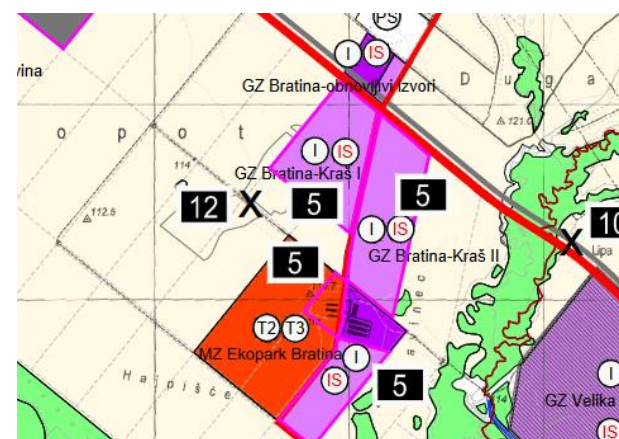 PS
vina
I IS
GZ Bratina-obnovljivi izvori
D u g a
121.0
o p o t
I IS
114
GZ Bratina-Kraš I
5
12 X 5
112.5
10
I IS
X
Lipa
GZ Bratina-Kraš II
5
T2 T3
MZ Ekopark Bratina
I
IS
5
H a j p i š ć e
114
I
GZ Velika
IS